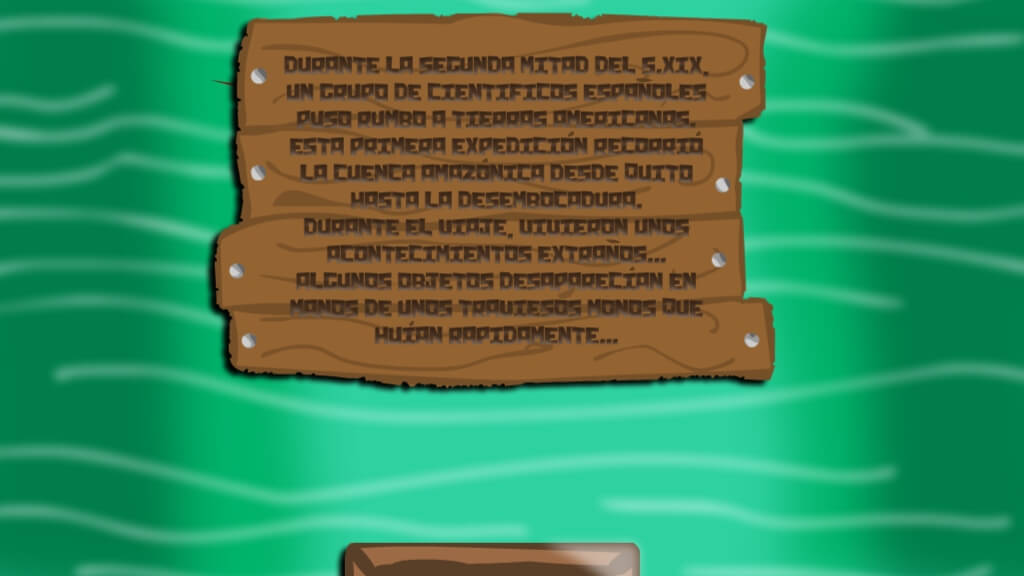 DURANTE LA SEGUNDA MITAD DEL S.XIX,
UN GRUPO DE CIENTIFICOS ESPAÑOLES
PUSO RUMBO A TIERRAS AMERICANAS.
ESTA PRIMERA EXPEDICIÓN RECORRIÓ
LA CUENCA AMAZÓNICA DESDE QUITO
HASTA LA DESEMBOCADURA.
DURANTE EL VIAJE, VIVIERON UNOS
ACONTECIMIENTOS EXTRAÑOS...
ALGUNOS OBJETOS DESAPARECÍAN EN
MANOS DE UNOS TRAVIESOS MONOS QUE
HUÍAN RAPIDAMENTE...